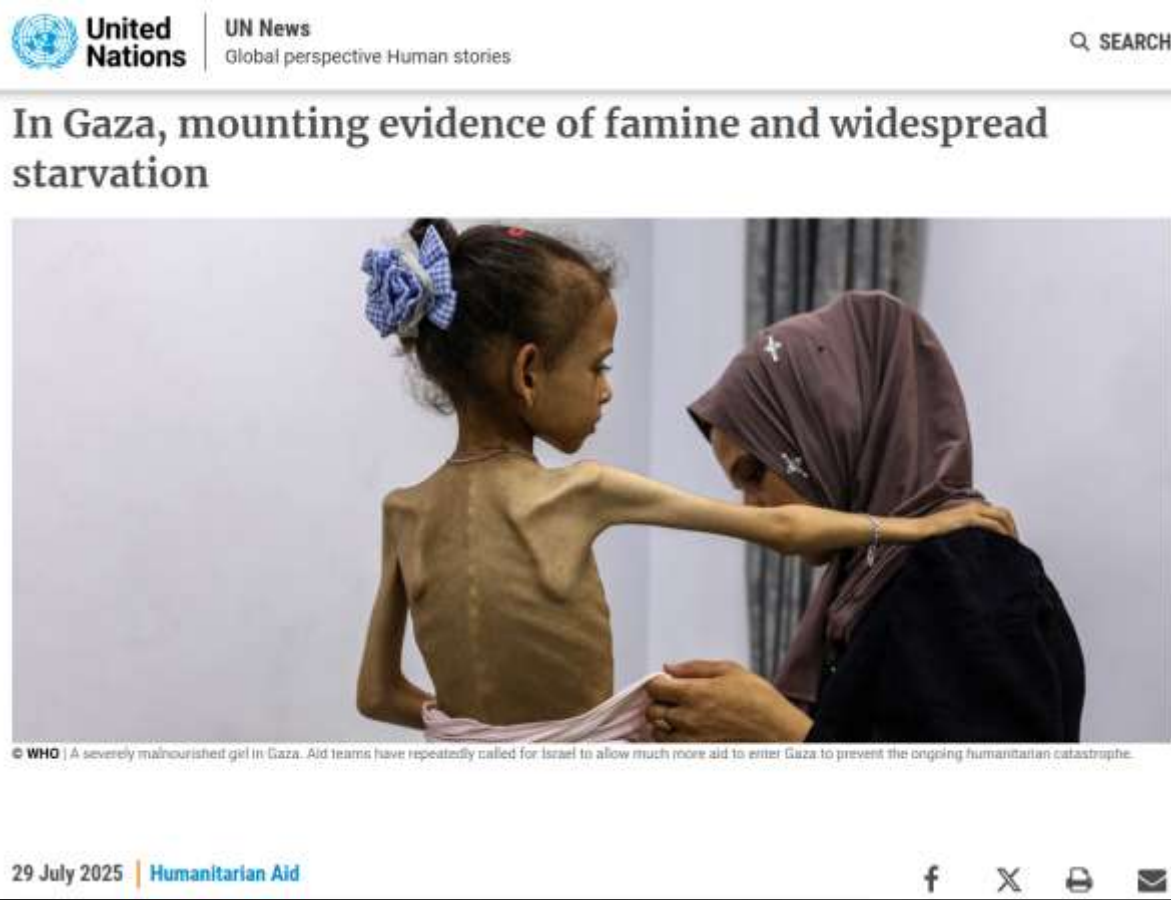 United
Nations
UN News
Global perspective Human stories
SEARCH
In Gaza, mounting evidence of famine and widespread
starvation
© WHO | A severely malnourished girl in Gaza. Aid teams have repeatedly called for Israel to allow much more aid to enter Gaza to prevent the ongoing humanitarian catastrophe.
29 July 2025 | Humanitarian Aid